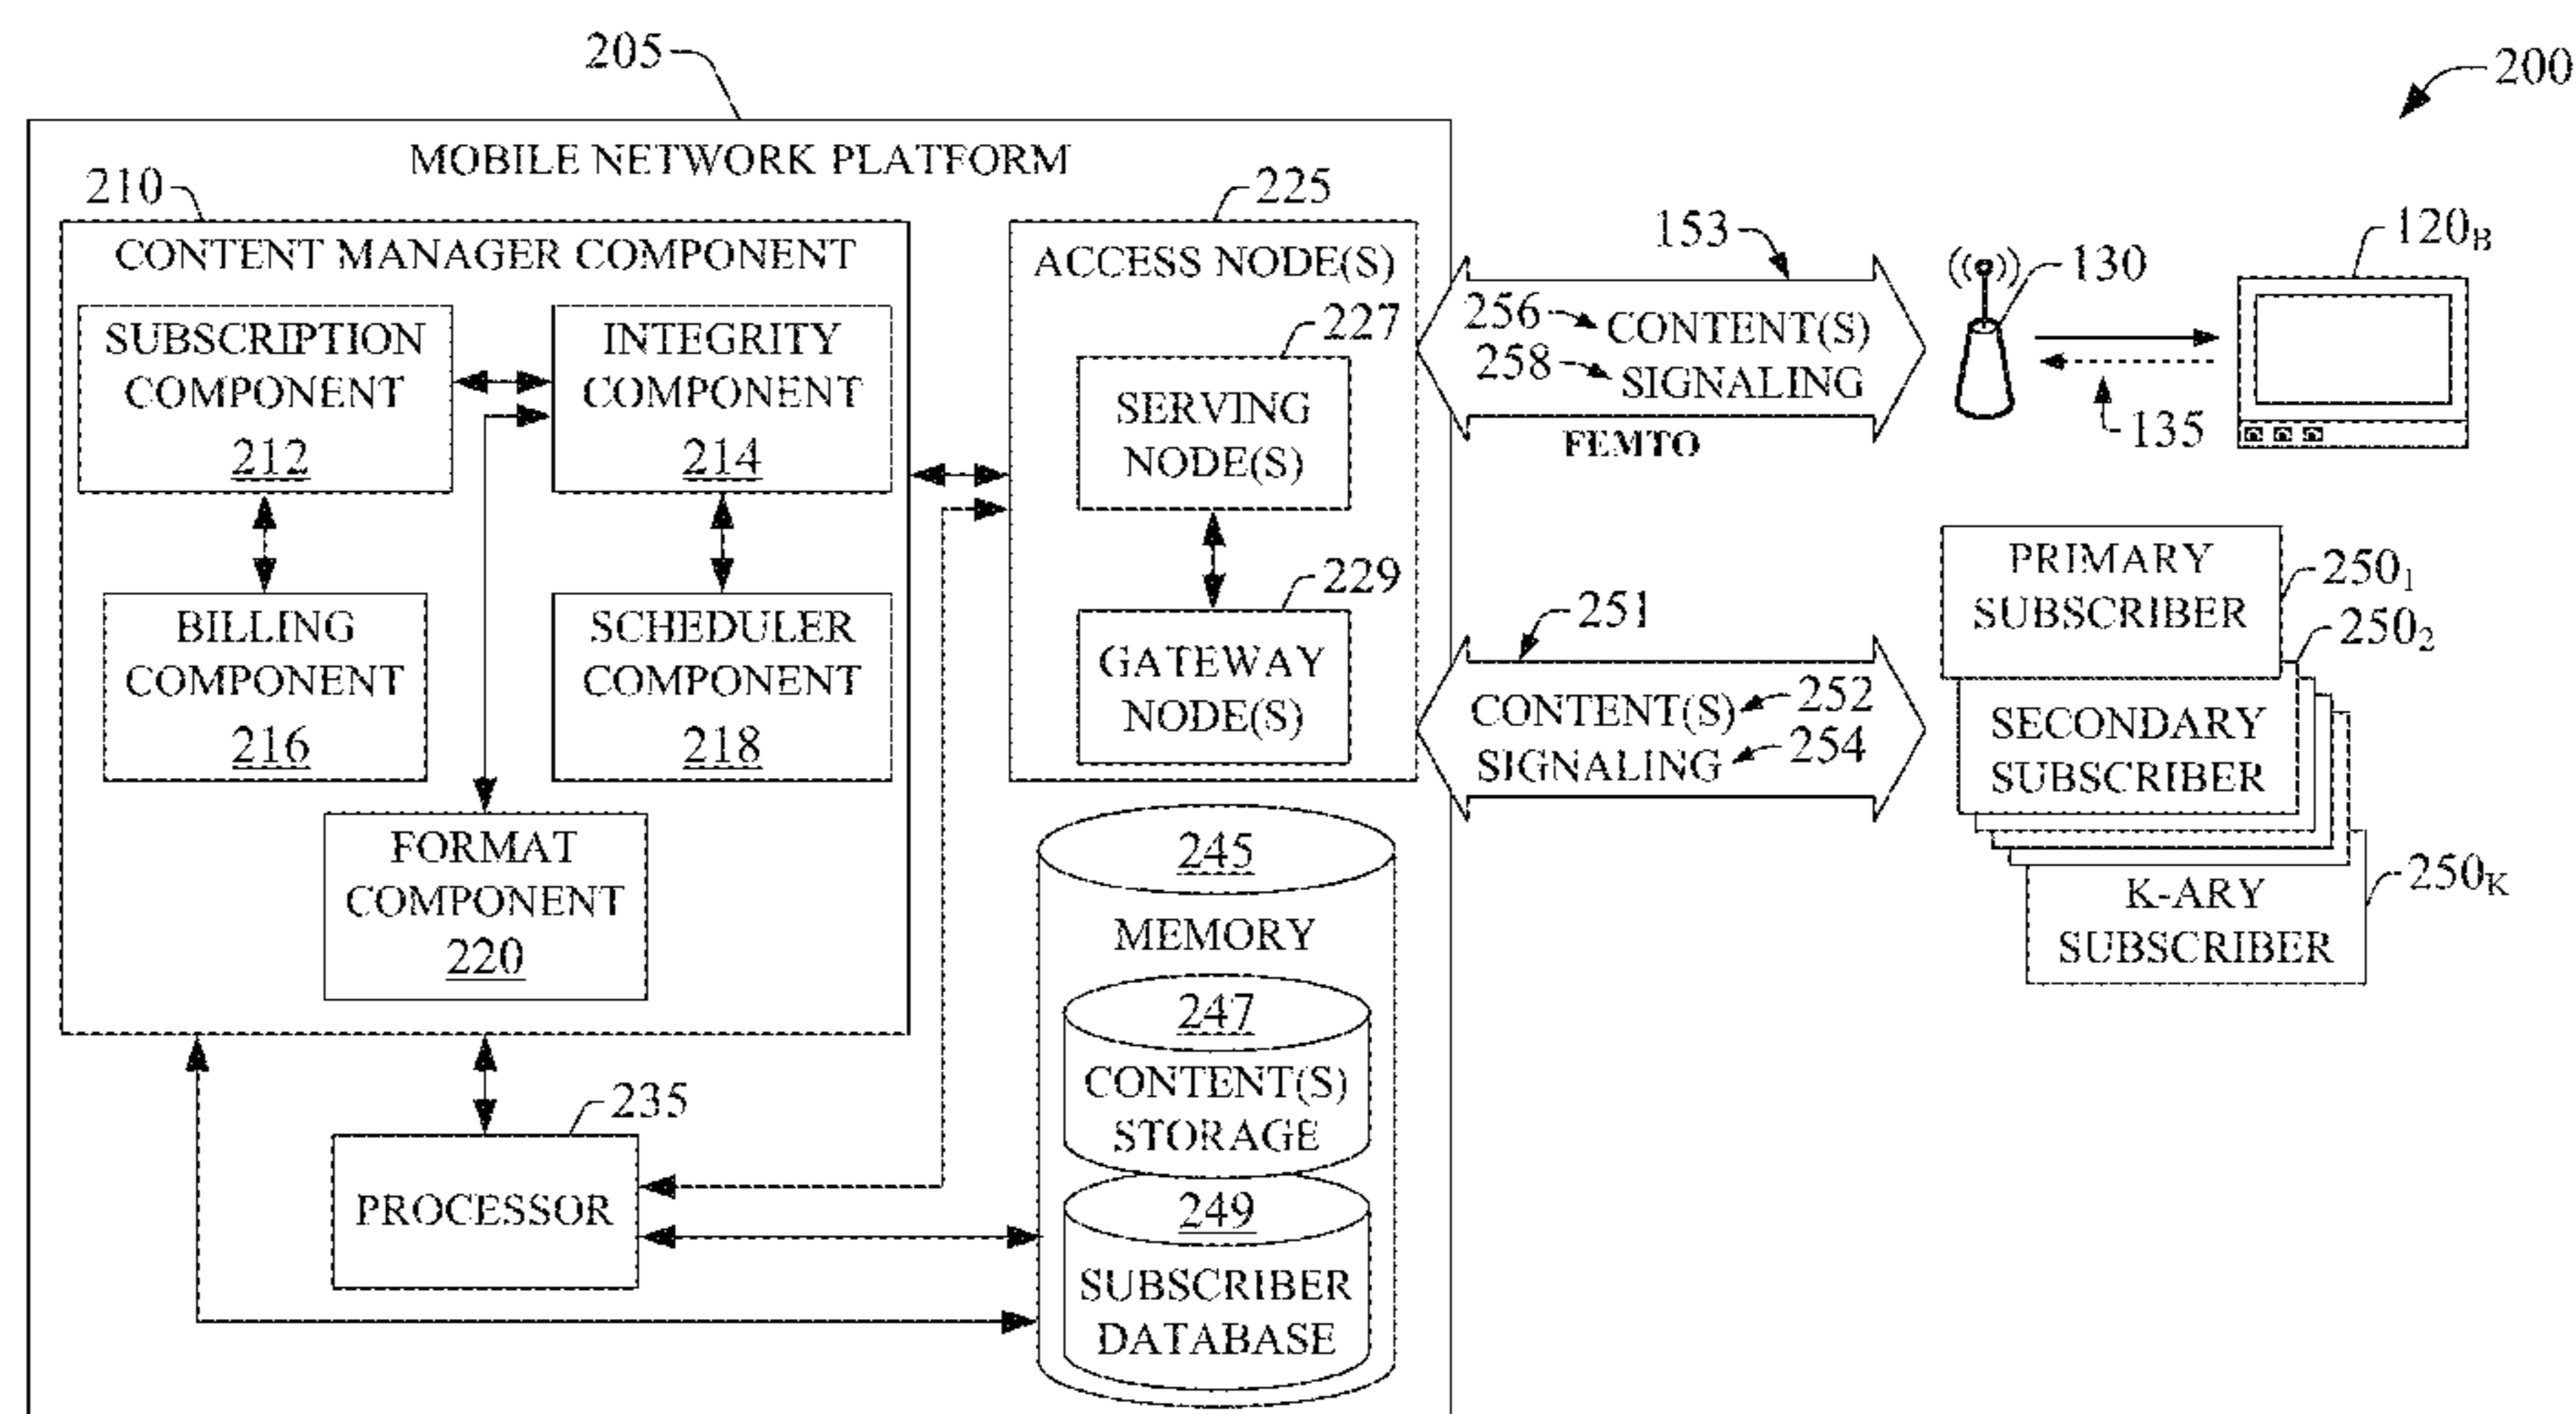 205
200
MOBILE NETWORK PLATFORM
210
CONTENT MANAGER COMPONENT
SUBSCRIPTION
COMPONENT
212
INTEGRITY
COMPONENT
214
BILLING
COMPONENT
216
SCHEDULER
COMPONENT
218
FORMAT
COMPONENT
220
235
PROCESSOR
225
ACCESS NODE(S)
227
SERVING
NODE(S)
229
GATEWAY
NODE(S)
245
MEMORY
247
CONTENT(S)
STORAGE
249
SUBSCRIBER
DATABASE
153
256 CONTENT(S)
258 SIGNALING
FEMTO
130
135
120B
251
CONTENT(S) 252
SIGNALING 254
PRIMARY
SUBSCRIBER
2501
2502
SECONDARY
SUBSCRIBER
250K
K-ARY
SUBSCRIBER